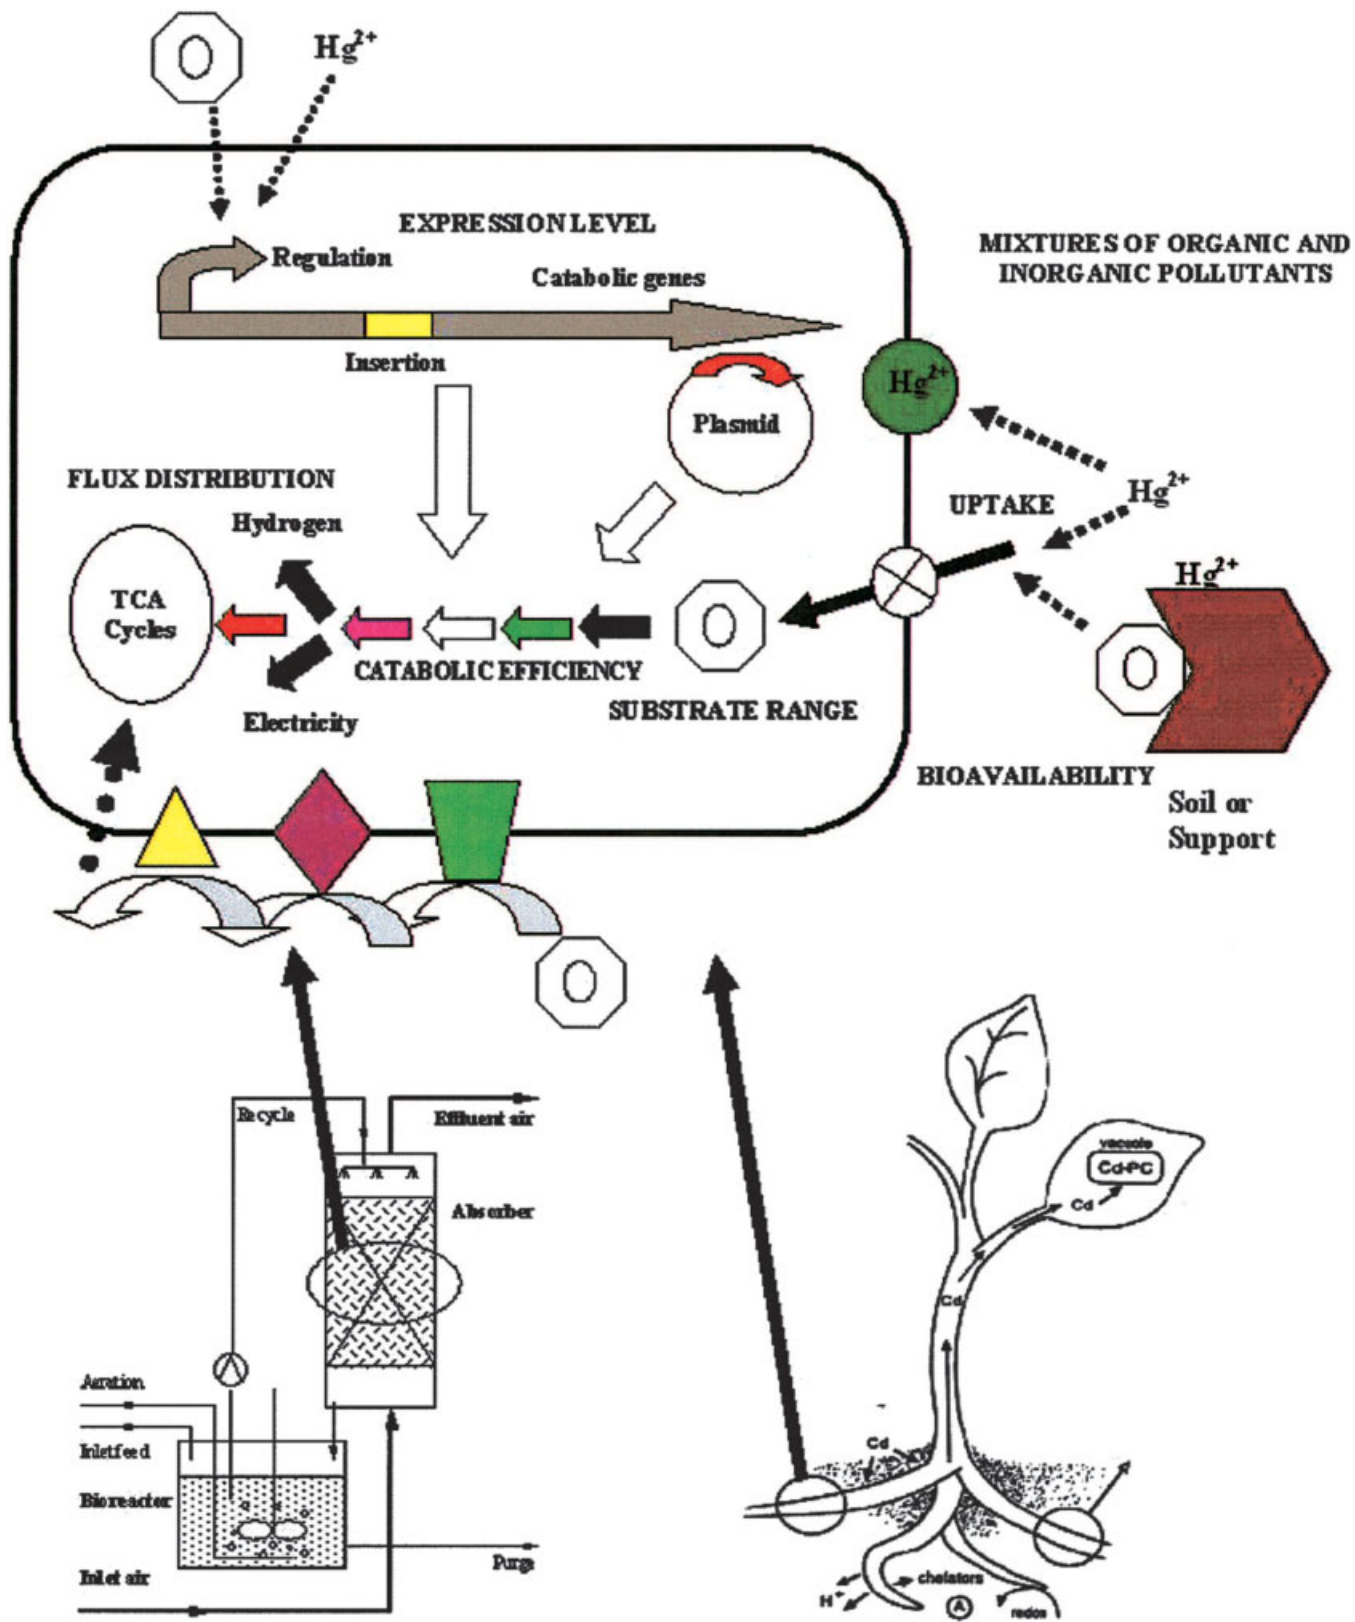 Hg2+
EXPRESSION LEVEL
Regulation
Catabolic genes
MIXTURES OF ORGANIC AND
INORGANIC POLLUTANTS
Insertion
Hg2+
Plasmid
FLUX DISTRIBUTION
Hydrogen
UPTAKE
Hg2+
Hg2+
TCA
Cycles
CATABOLIC EFFICIENCY
SUBSTRATE RANGE
Electricity
BIOAVAILABILITY
Soil or
Support
Recycle
Effluent air
Absorber
Aeration
Inlet feed
Bioreactor
Inlet air
Purge
vacuole
Cd-PC
Cd
Cd
Cd
H+
chelators
A
redox